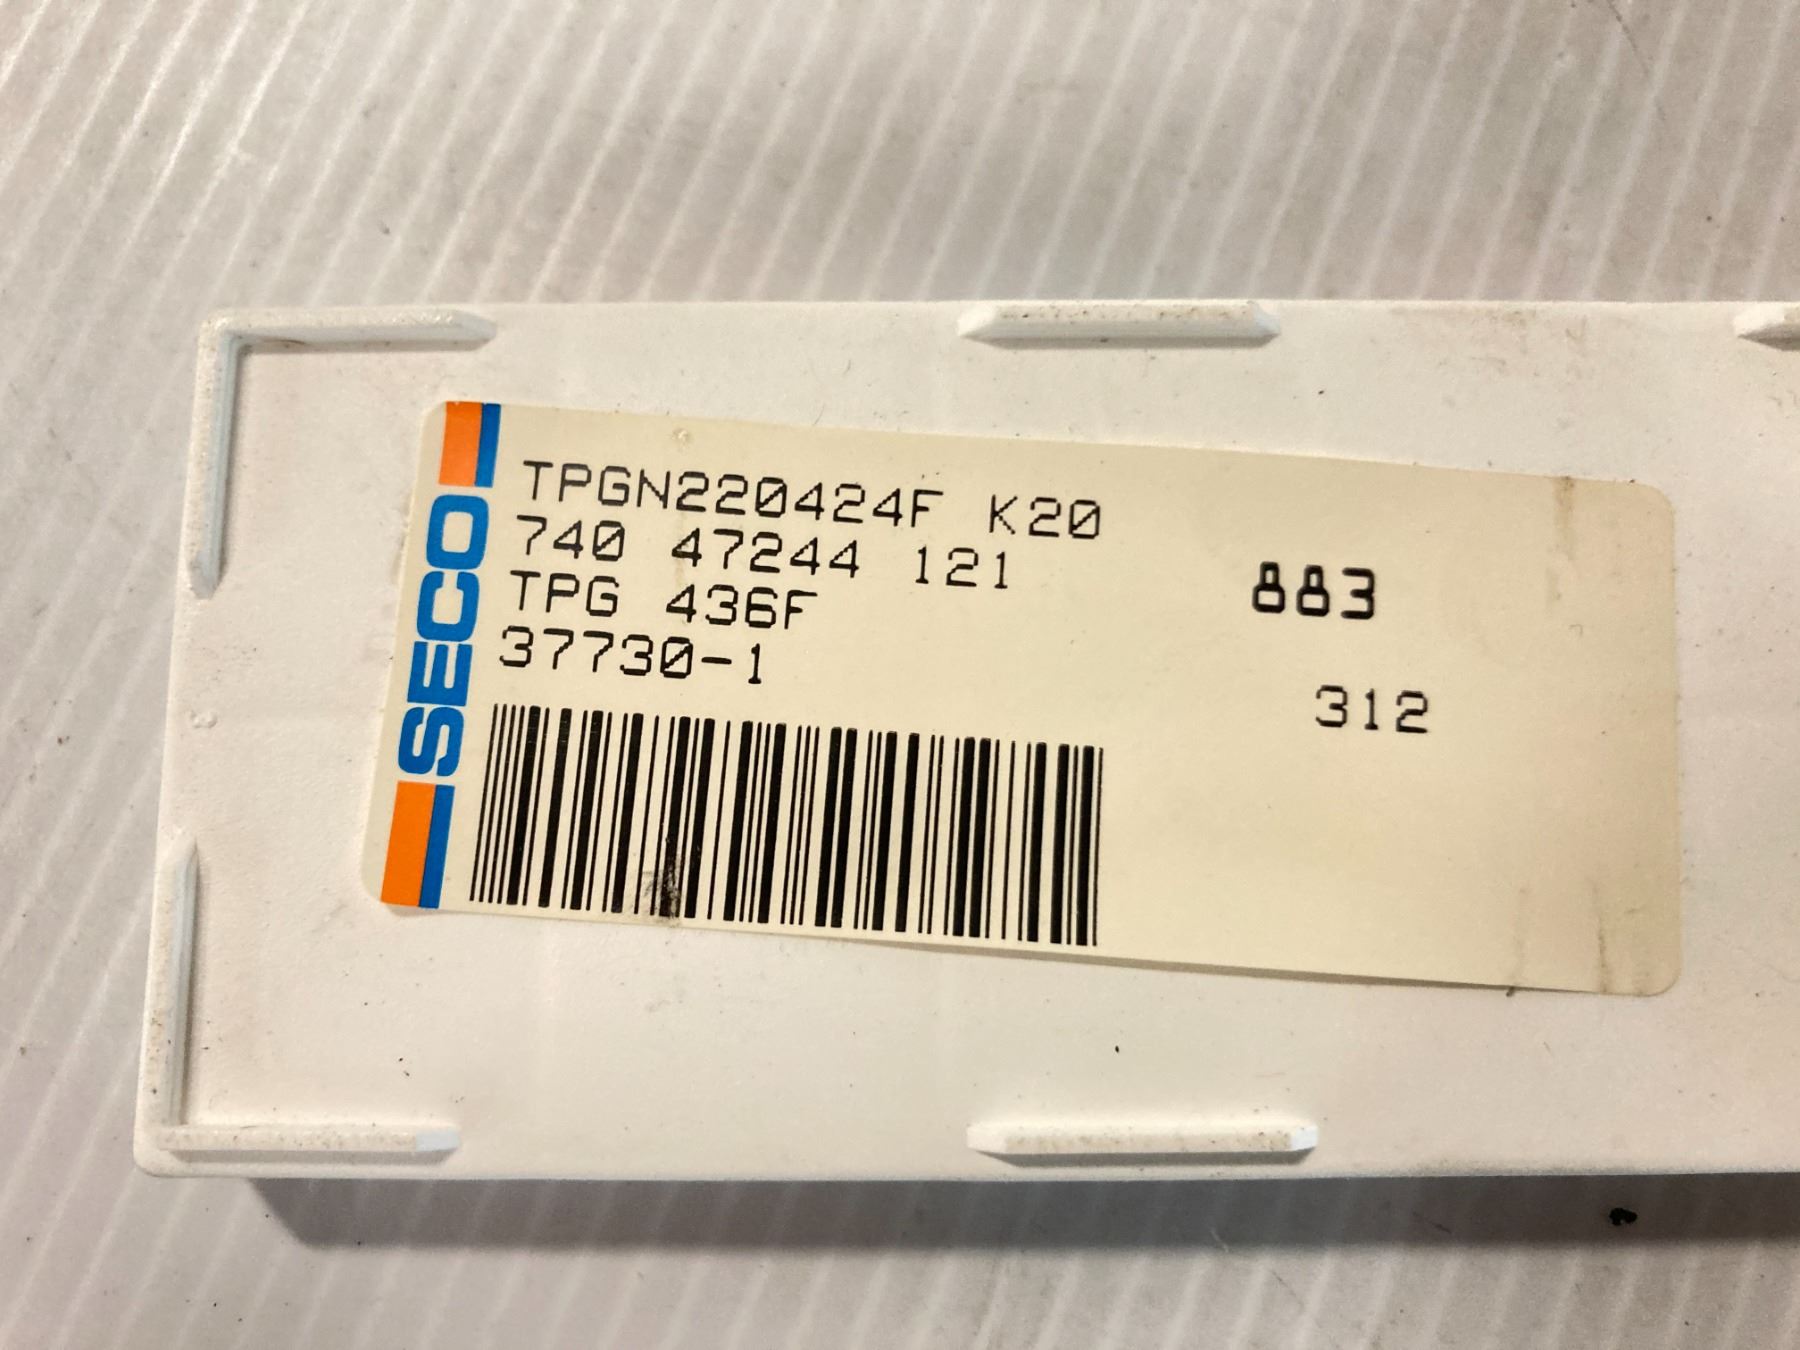 SECO
TPGN220424F K20
740 47244 121
TPG 436F
37730-1
883
312